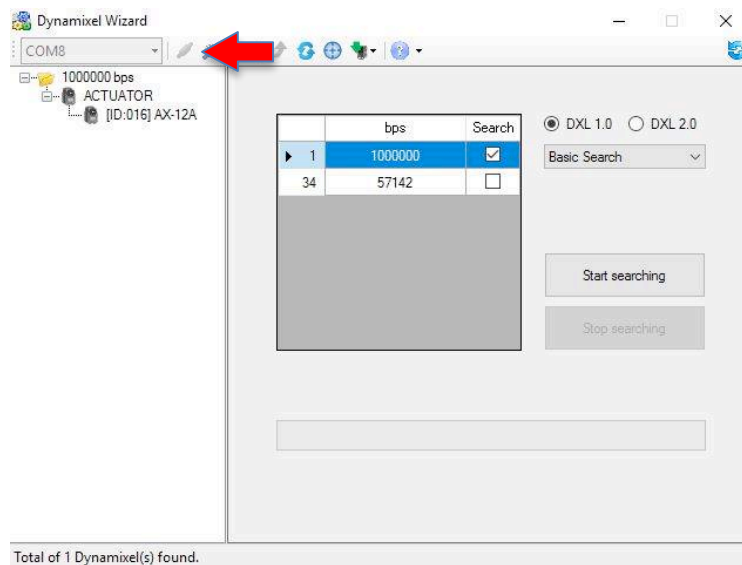 Dynamixel Wizard
COM8
1000000 bps
ACTUATOR
[ID:016] AX-12A
bps Search
1 1000000
34 57142
DXL 1.0 DXL 2.0
Basic Search
Start searching
Stop searching
Total of 1 Dynamixel(s) found.